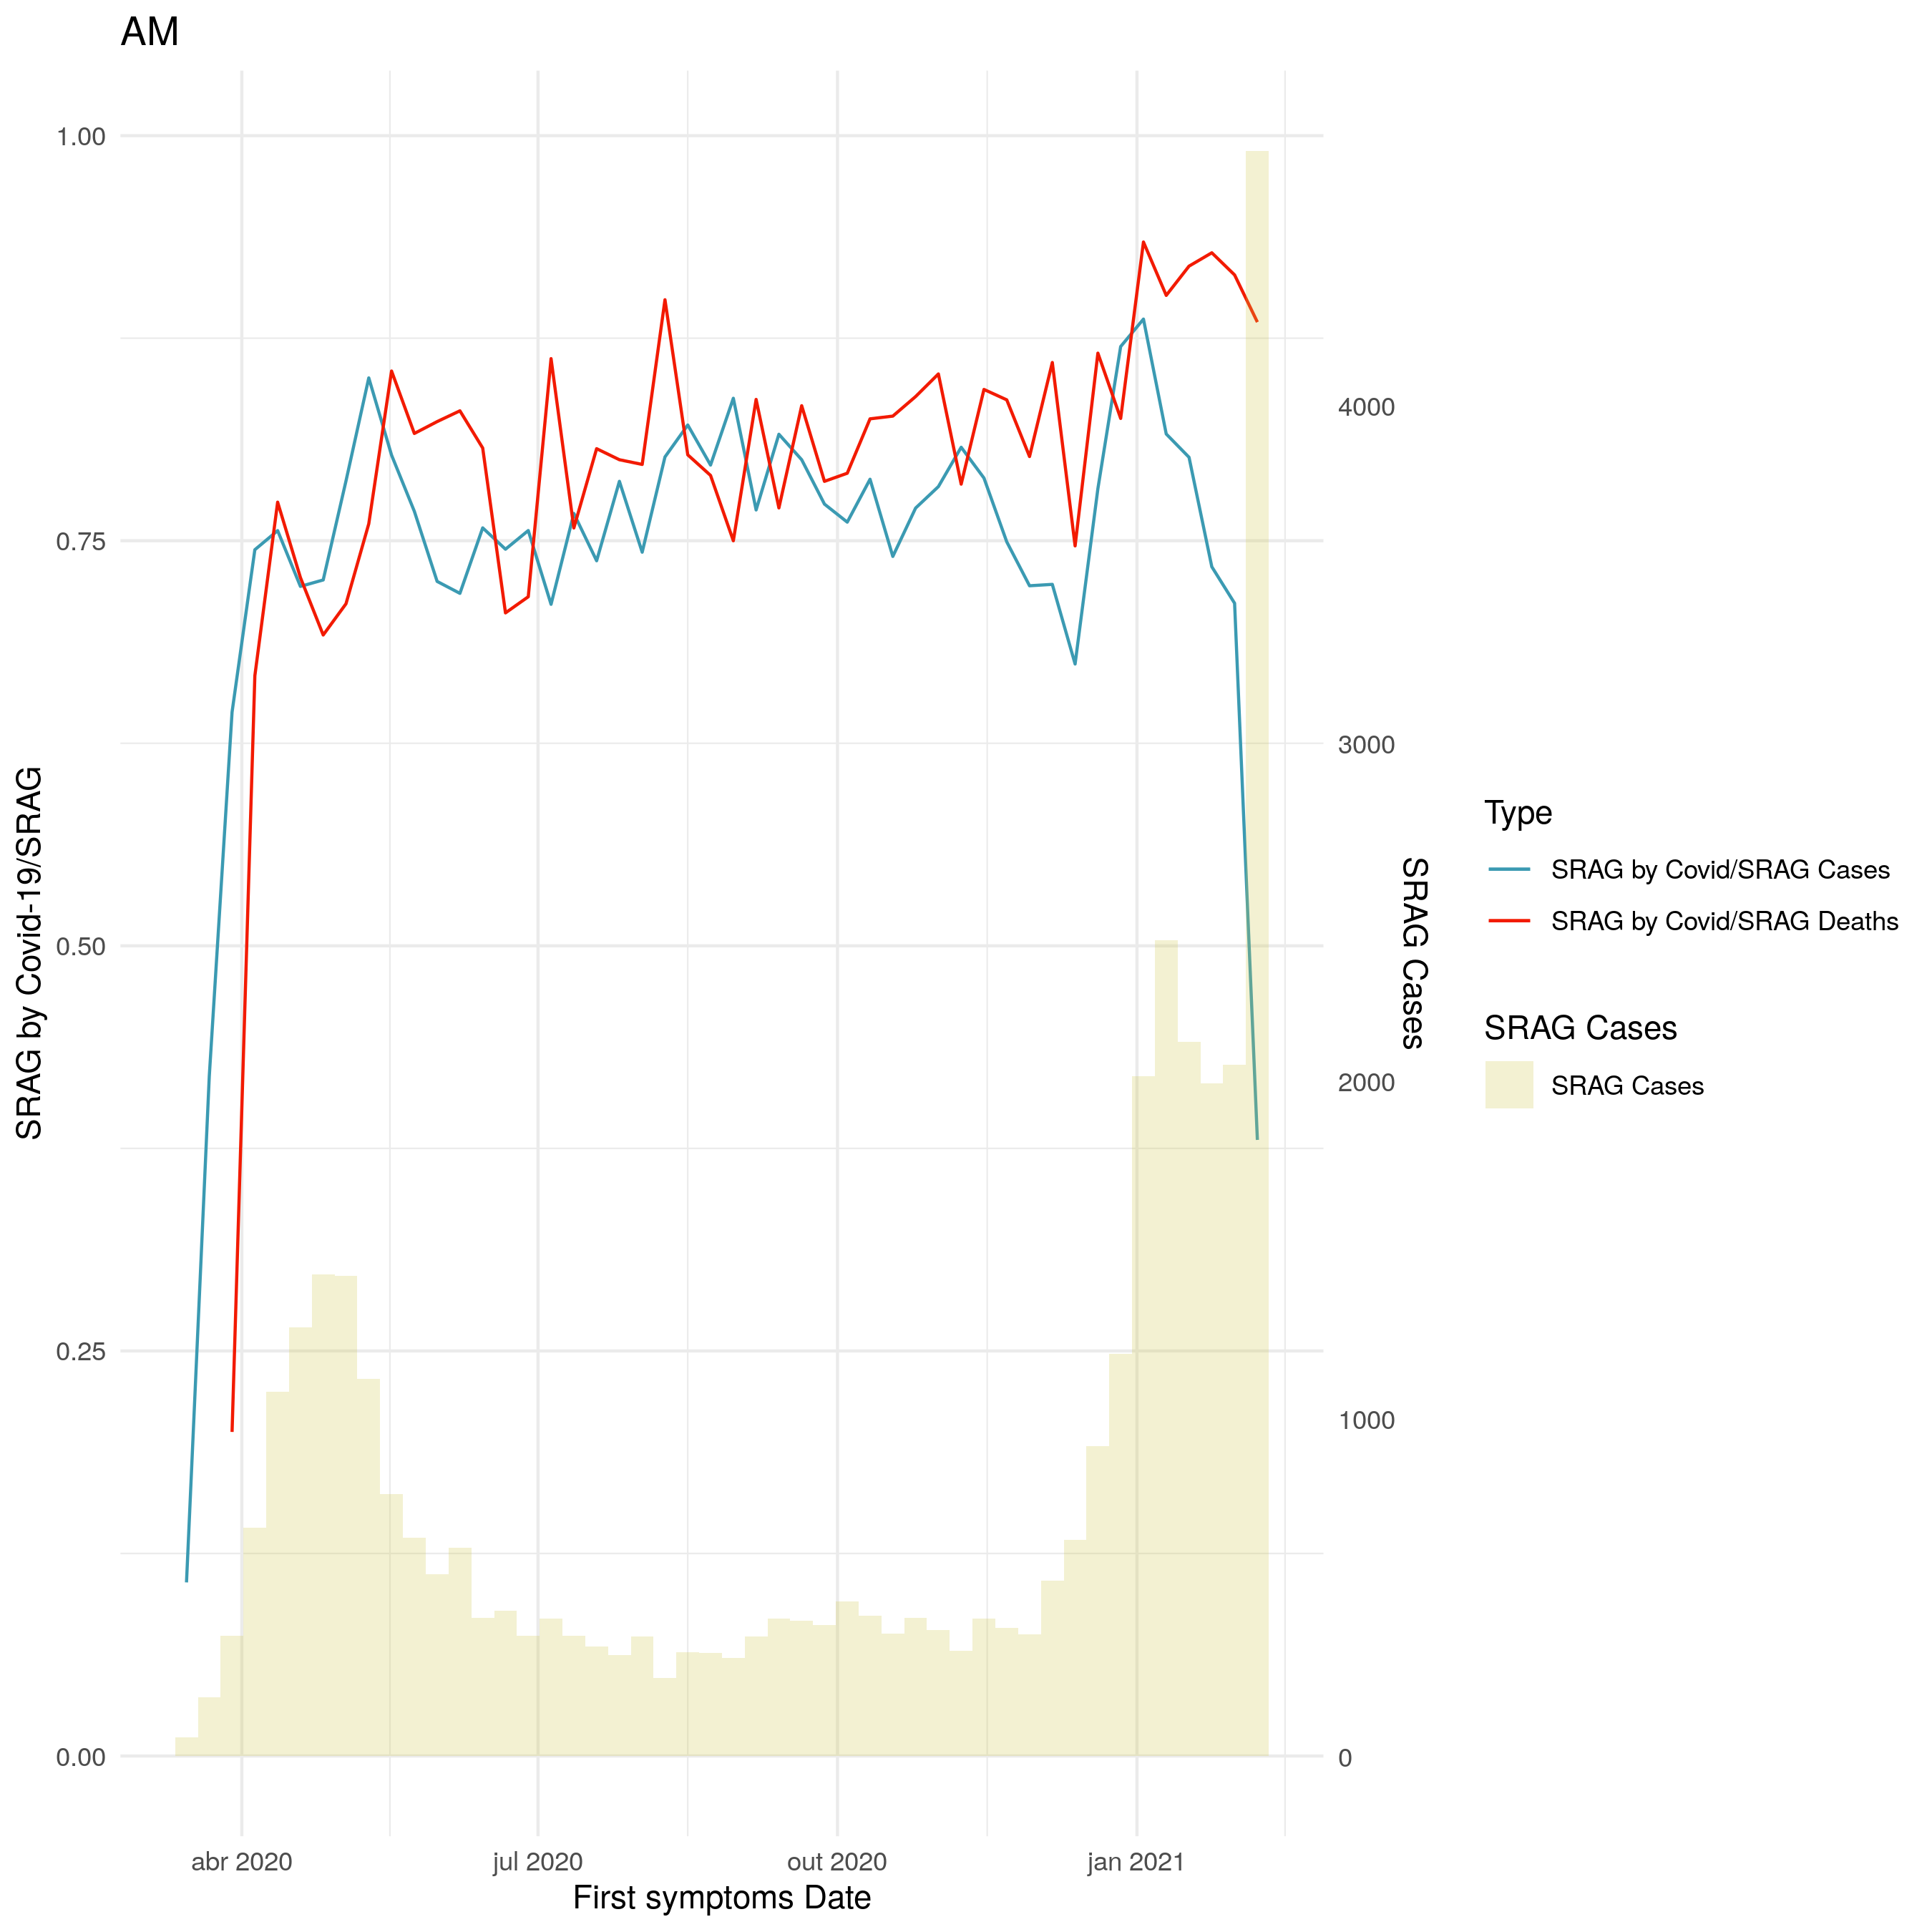 AM
SRAG by Covid-19/SRAG
1.00
0.75
0.50
0.25
0.00
4000
3000
2000
1000
0
SRAG Cases
abr 2020
jul 2020
out 2020
jan 2021
First symptoms Date
Type
SRAG by Covid/SRAG Cases
SRAG by Covid/SRAG Deaths
SRAG Cases
SRAG Cases